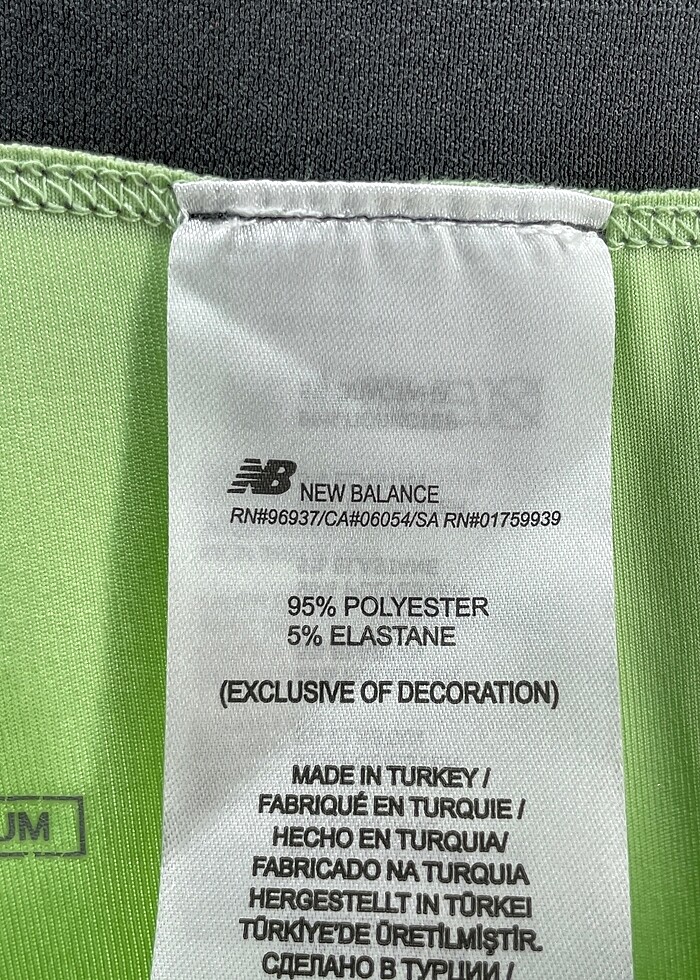 NB NEW BALANCE
RN#96937/CA#06054/SA RN#01759939
95% POLYESTER
5% ELASTANE
(EXCLUSIVE OF DECORATION)
MADE IN TURKEY /
FABRIQUÉ EN TURQUIE /
HECHO EN TURQUIA/
FABRICADO NA TURQUIA
HERGESTELLT IN TÜRKEI
TÜRKİYE'DE ÜRETİLMİŞTİR.
СДЕЛАНО В ТУРЦИИ /
UM